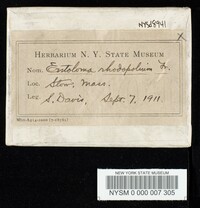 NYSf8941
x
HERBARIUM N. Y. STATE MUSEUM
Nom. Entoloma rhodopolium Fr.
Loc. Stow, Mass.
Leg. S. Davis, Sept. 7, 1911.
NEW YORK STATE MUSEUM
NYSM 0 000 007 305